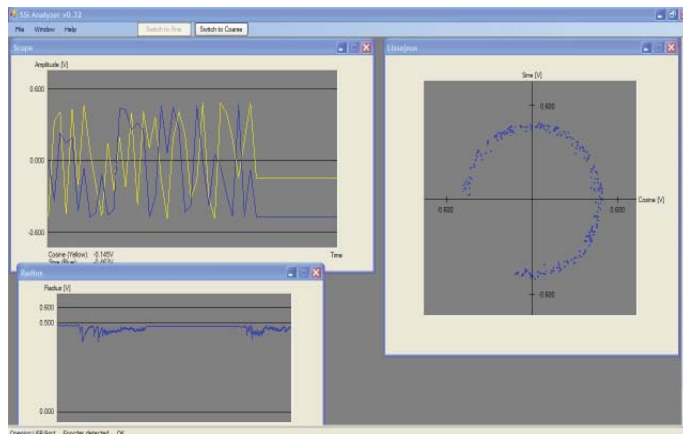 SSi Analyzer v0.32
File Window Help Switch to Fine Switch to Coarse
Scope
Amplitude [V]
0.600
0.000
-0.600
Cosine (Yellow): -0.145V
Time
Radius
Radius [V]
0.600
0.500
0.000
Lissajous
Sine [V]
0.600
-0.600
0.600
Cosine [V]
-0.600
Encoder detected OK